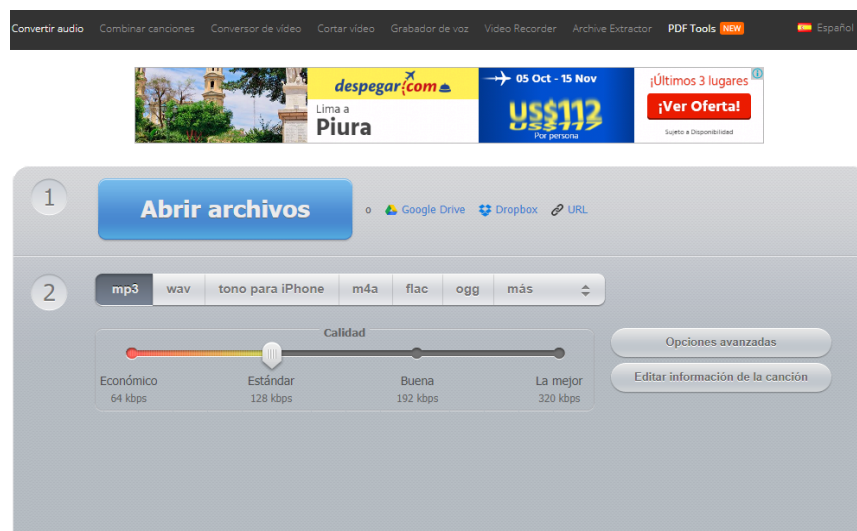 Convertir audio Combinar canciones Conversor de vídeo Cortar vídeo Grabador de voz Video Recorder Archive Extractor PDF Tools NEW Español
despegar.com
Lima a
Piura
05 Oct - 15 Nov
US$112
Por persona
¡Últimos 3 lugares
¡Ver Oferta!
Sujeto a Disponibilidad
1
Abrir archivos o Google Drive Dropbox URL
2
mp3 wav tono para iPhone m4a flac ogg más
Calidad
Económico Estándar Buena La mejor
64 kbps 128 kbps 192 kbps 320 kbps
Opciones avanzadas
Editar información de la canción